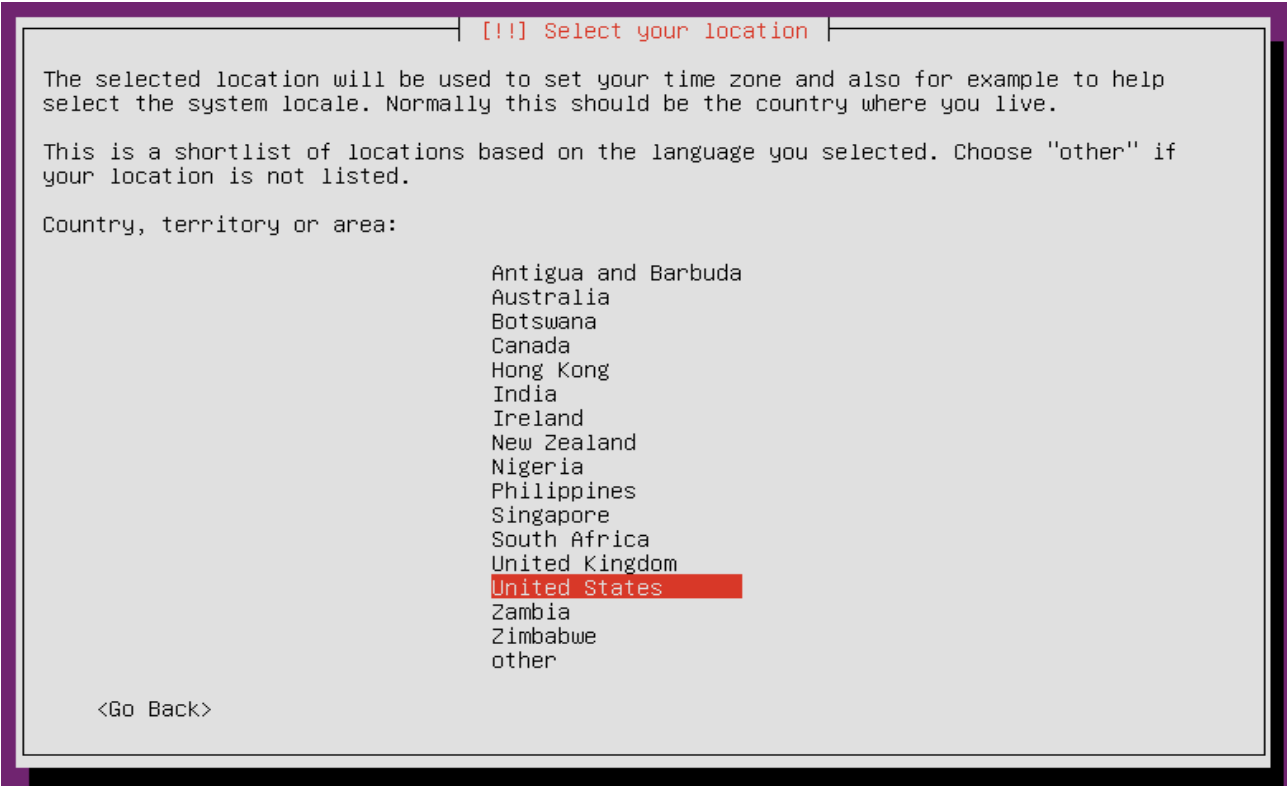 [!!] Select your location
The selected location will be used to set your time zone and also for example to help
select the system locale. Normally this should be the country where you live.
This is a shortlist of locations based on the language you selected. Choose "other" if
your location is not listed.
Country, territory or area:
Antigua and Barbuda
Australia
Botswana
Canada
Hong Kong
India
Ireland
New Zealand
Nigeria
Philippines
Singapore
South Africa
United Kingdom
United States
Zambia
Zimbabwe
other
<Go Back>